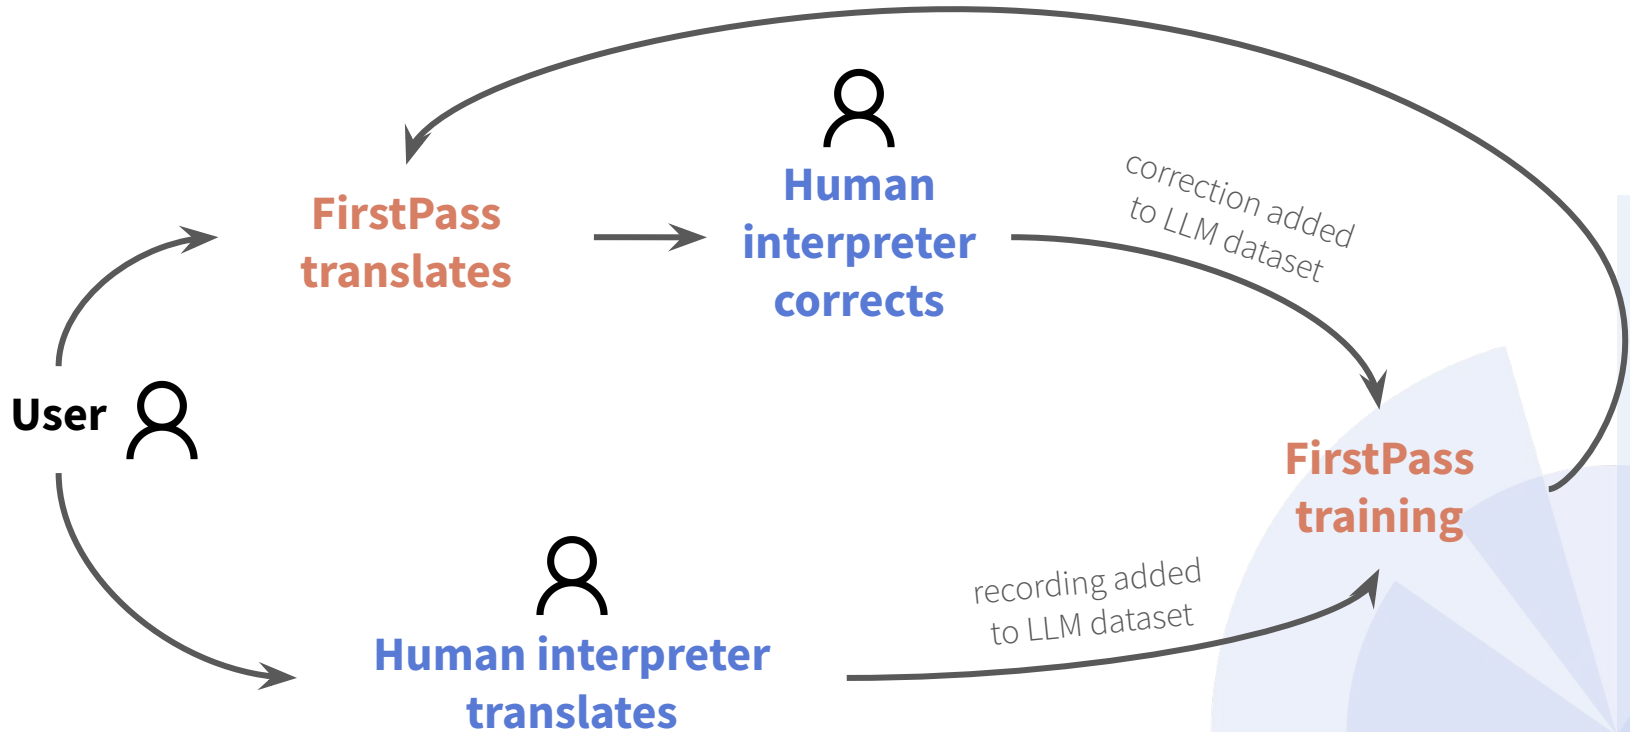 FirstPass
translates
Human
interpreter
corrects
correction added
to LLM dataset
User
FirstPass
training
recording added
to LLM dataset
Human interpreter
translates